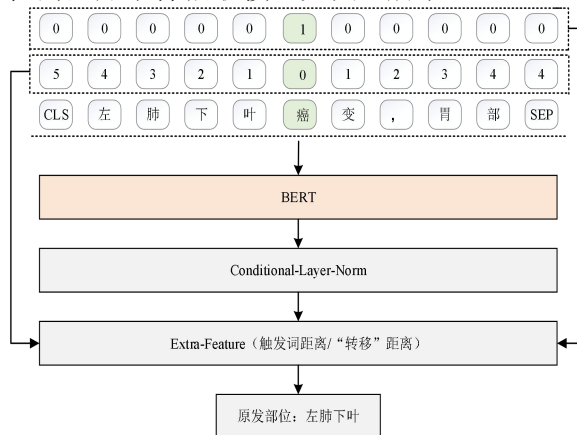 0 0 0 0 0 1 0 0 0 0 0
5 4 3 2 1 0 1 2 3 4 4
CLS 左 肺 下 叶 癌 变 ， 胃 部 SEP
BERT
Conditional-Layer-Norm
Extra-Feature（触发词距离/“转移”距离）
原发部位：左肺下叶